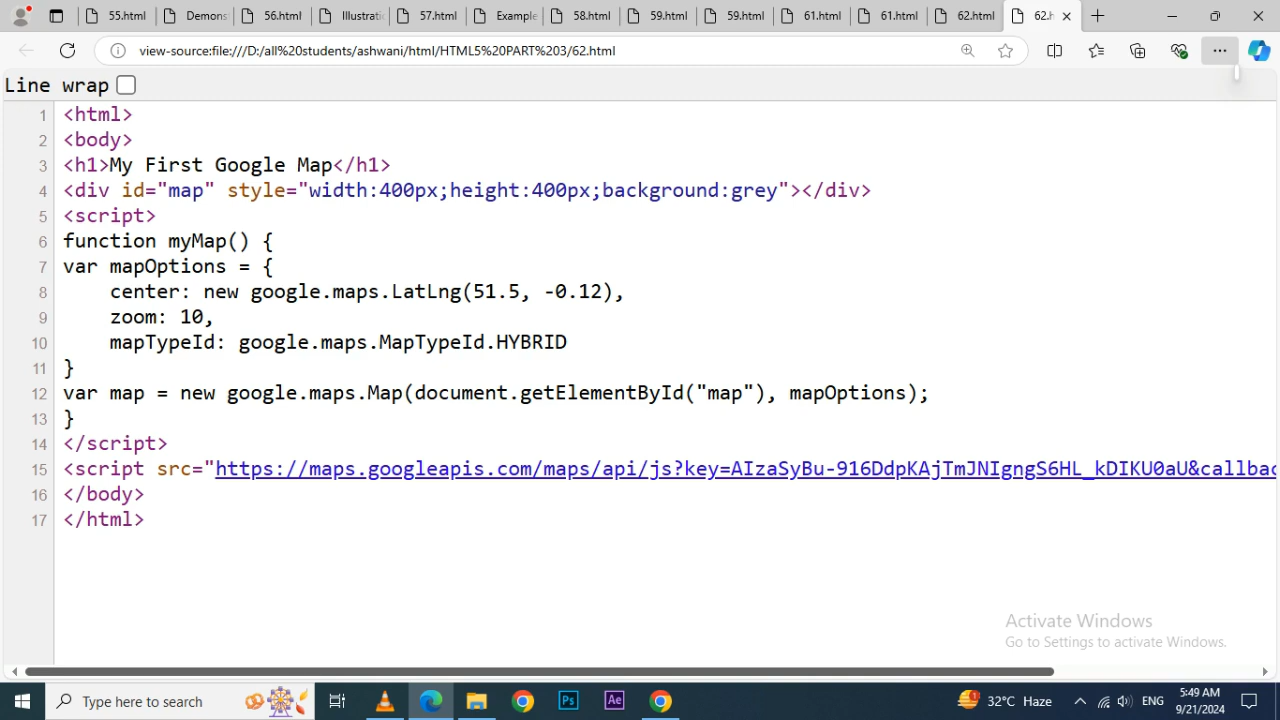 55.html
Demons
56.html
Illustratic
57.html
Example
58.html
59.html
59.html
61.html
61.html
62.html
62.h
view-source:file:///D:/all%20students/ashwani/html/HTML5%20PART%203/62.html
Line wrap
1 <html>
2 <body>
3 <h1>My First Google Map</h1>
4 <div id="map" style="width:400px;height:400px;background:grey"></div>
5 <script>
6 function myMap() {
7 var mapOptions = {
8     center: new google.maps.LatLng(51.5, -0.12),
9     zoom: 10,
10     mapTypeId: google.maps.MapTypeId.HYBRID
11 }
12 var map = new google.maps.Map(document.getElementById("map"), mapOptions);
13 }
14 </script>
15 <script src="https://maps.googleapis.com/maps/api/js?key=AIzaSyBu-916DdpKAjTmJNIgngS6HL_kDIKU0aU&callbac
16 </body>
17 </html>
Activate Windows
Go to Settings to activate Windows.
Type here to search
Ps
Ae
1
32°C Haze
ENG
5:49 AM
9/21/2024